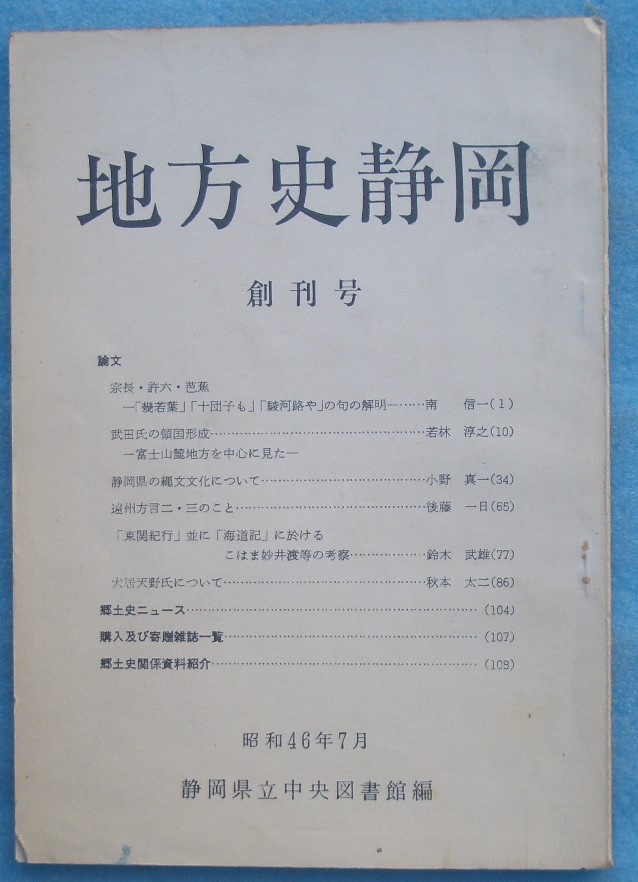 地方史静岡
創刊号
論文
宗長・許六・芭蕉
―「幾若葉」「十団子も」「駿河路や」の句の解明―……南 信一(1)
武田氏の領国形成……………………………………………若林 淳之(10)
―富士山麓地方を中心に見た―
静岡県の縄文文化について…………………………………小野 真一(34)
遠州方言二・三のこと………………………………………後藤 一日(65)
「東関紀行」並に「海道記」に於ける
こはま妙井渡等の考察………………鈴木 武雄(77)
犬居天野氏について…………………………………………秋本 太二(86)
郷土史ニュース………………………………………………………(104)
購入及び寄贈雑誌一覧………………………………………………(107)
郷土史関係資料紹介…………………………………………………(109)
昭和46年7月
静岡県立中央図書館編